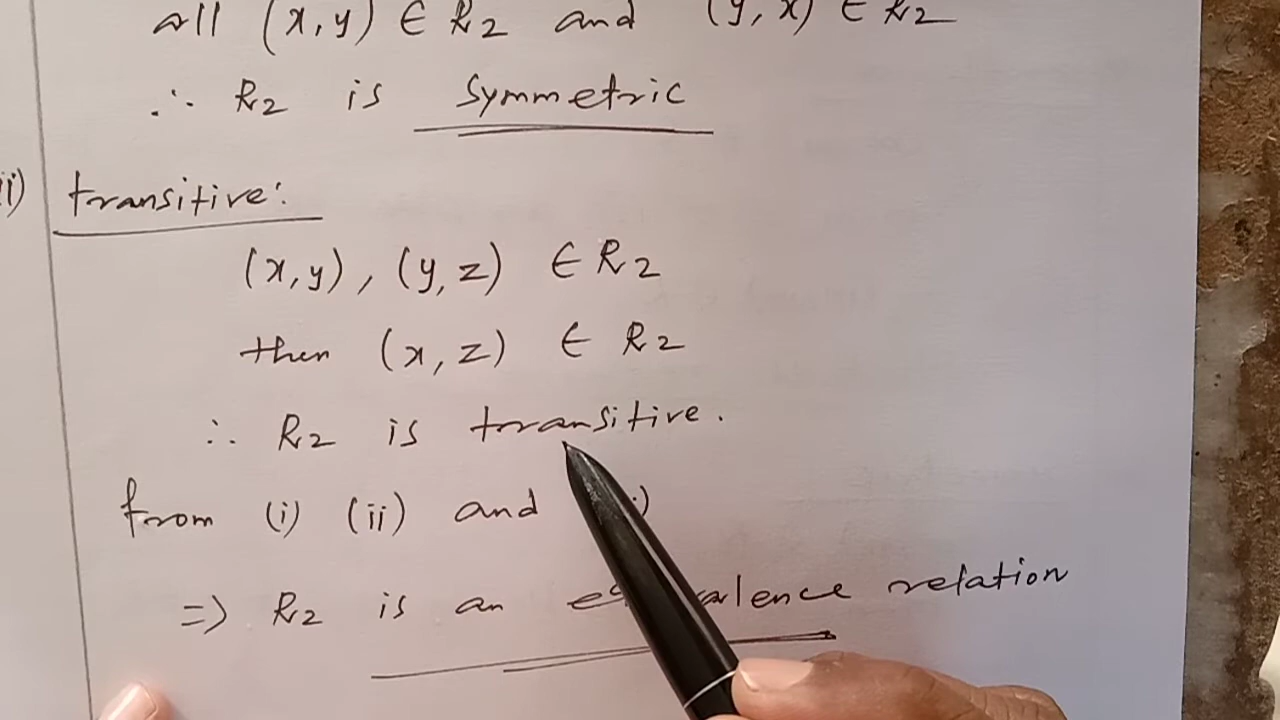 all (x, y) ∈ R2 and (y, x) ∈ R2
∴ R2 is Symmetric
ii) transitive:
(x, y), (y, z) ∈ R2
then (x, z) ∈ R2
∴ R2 is transitive.
from (i) (ii) and
=> R2 is an relation